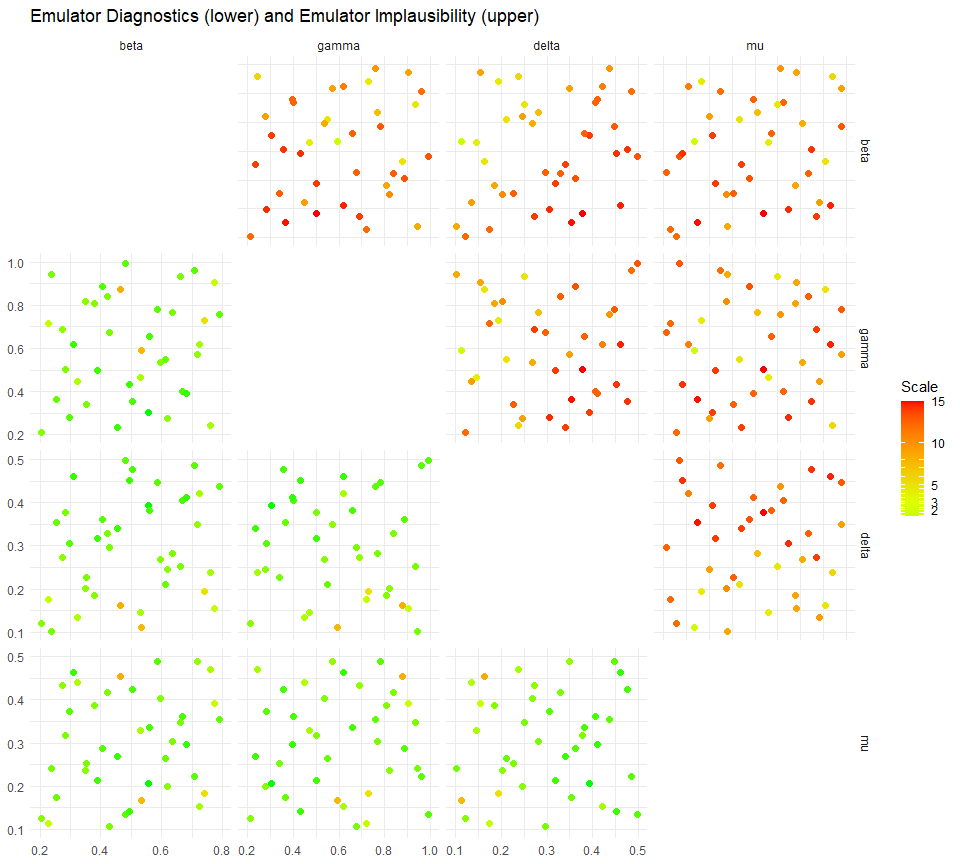 Emulator Diagnostics (lower) and Emulator Implausibility (upper)
beta gamma delta mu
beta
1.0
0.8
0.6
0.4
0.2
gamma
Scale
15
10
5
3
2
0.5
0.4
0.3
0.2
0.1
delta
0.5
0.4
0.3
0.2
0.1
mu
0.2 0.4 0.6 0.8 0.2 0.4 0.6 0.8 1.0 0.1 0.2 0.3 0.4 0.5